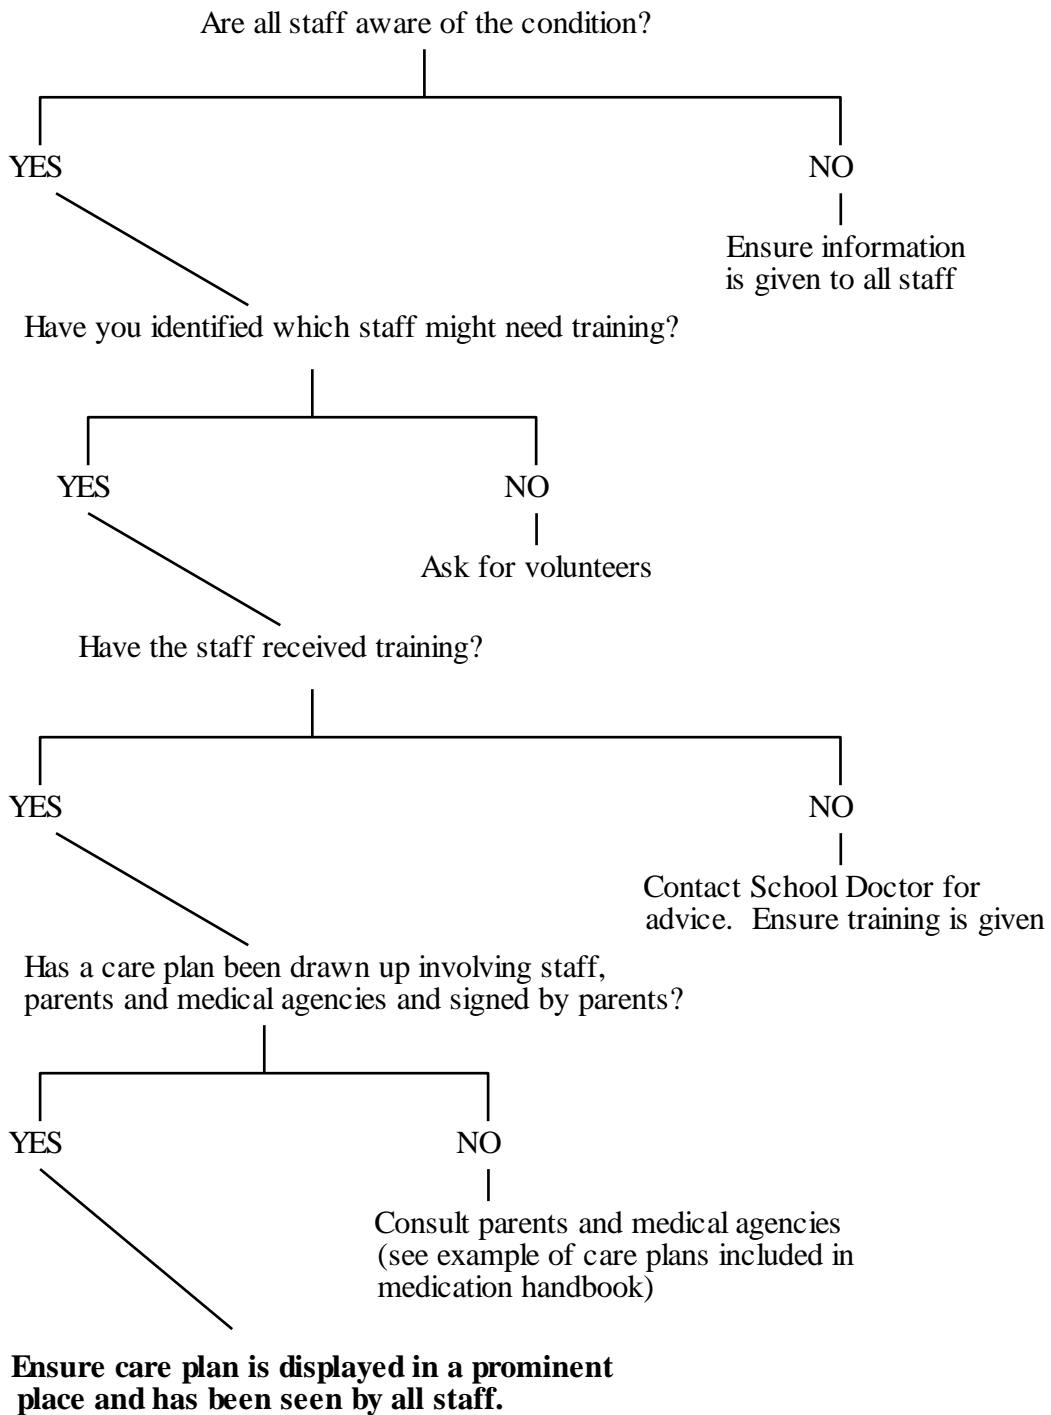 Are all staff aware of the condition?
YES
NO
Ensure information
is given to all staff
Have you identified which staff might need training?
YES
NO
Ask for volunteers
Have the staff received training?
YES
NO
Contact School Doctor for
advice.  Ensure training is given
Has a care plan been drawn up involving staff,
parents and medical agencies and signed by parents?
YES
NO
Consult parents and medical agencies
(see example of care plans included in
medication handbook)
Ensure care plan is displayed in a prominent
place and has been seen by all staff.